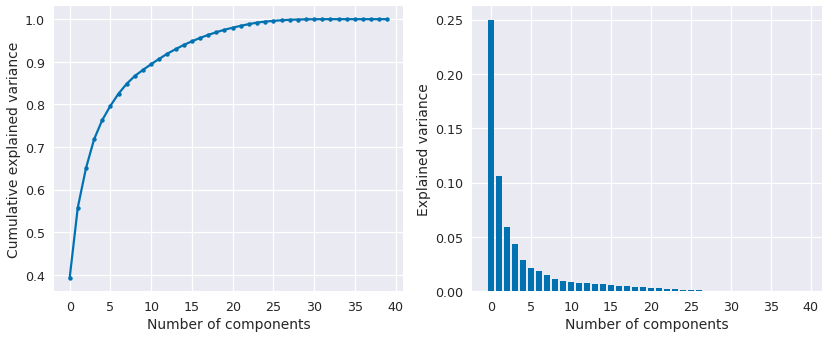 Cumulative explained variance
1.0
0.9
0.8
0.7
0.6
0.5
0.4
0 5 10 15 20 25 30 35 40
Number of components
Explained variance
0.25
0.20
0.15
0.10
0.05
0.00
0 5 10 15 20 25 30 35 40
Number of components